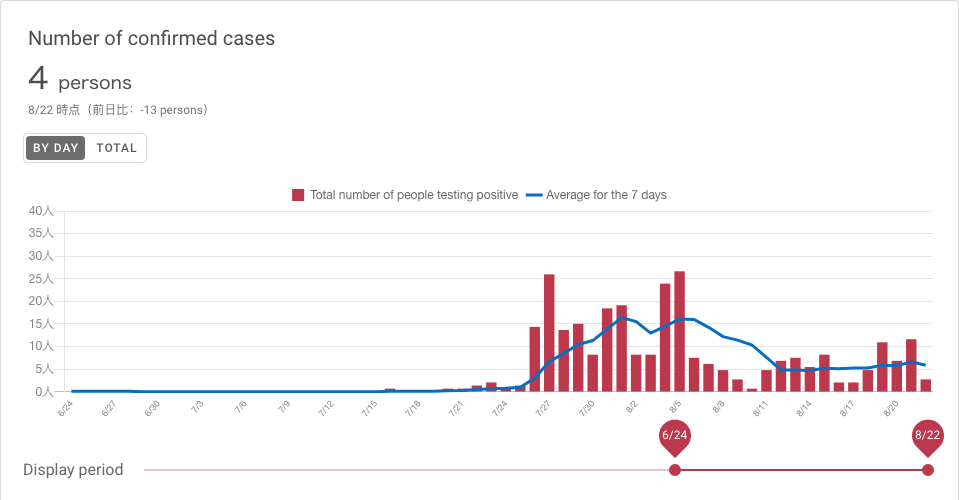 Number of confirmed cases
4 persons
8/22 時点（前日比：-13 persons）
BY DAY TOTAL
Total number of people testing positive Average for the 7 days
40人
35人
30人
25人
20人
15人
10人
5人
0人
6/24 6/27 6/30 7/3 7/6 7/9 7/12 7/15 7/18 7/21 7/24 7/27 7/30 8/2 8/5 8/8 8/11 8/14 8/17 8/20
6/24 8/22
Display period